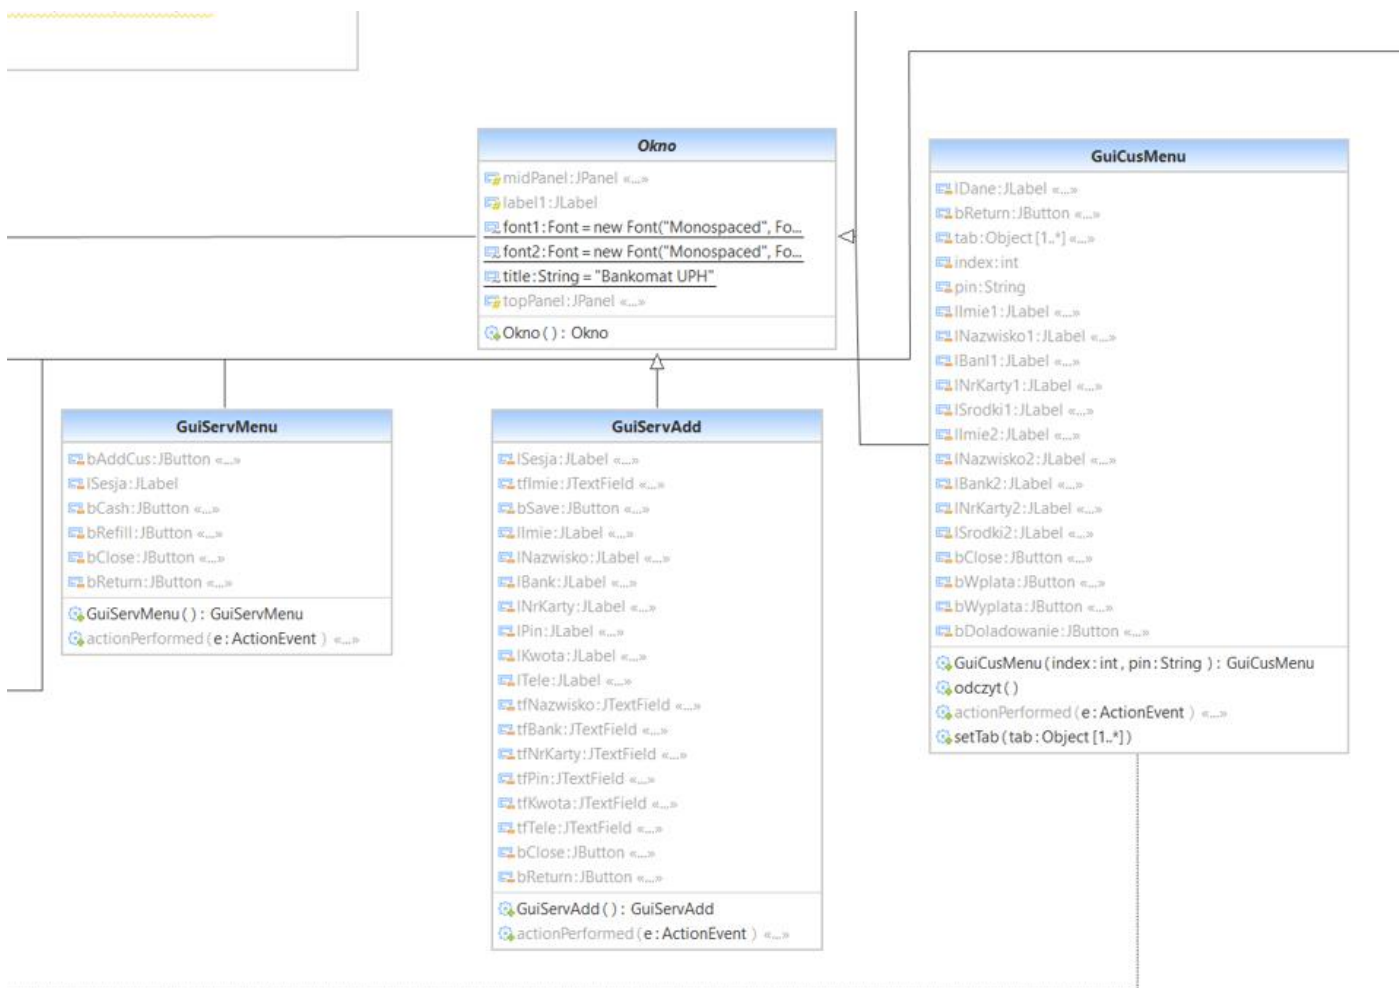 Okno
midPanel:JPanel «...»
label1:JLabel
font1:Font = new Font("Monospaced", Fo...
font2:Font = new Font("Monospaced", Fo...
title:String = "Bankomat UPH"
topPanel:JPanel «...»
Okno ( ) : Okno
GuiCusMenu
lDane:JLabel «...»
bReturn:JButton «...»
tab:Object [1..*] «...»
index:int
pin:String
lImie1:JLabel «...»
lNazwisko1:JLabel «...»
lBanl1:JLabel «...»
lNrKarty1:JLabel «...»
lSrodki1:JLabel «...»
lImie2:JLabel «...»
lNazwisko2:JLabel «...»
lBank2:JLabel «...»
lNrKarty2:JLabel «...»
lSrodki2:JLabel «...»
bClose:JButton «...»
bWplata:JButton «...»
bWyplata:JButton «...»
bDoladowanie:JButton «...»
GuiCusMenu ( index : int , pin : String ) : GuiCusMenu
odczyt ( )
actionPerformed ( e : ActionEvent ) «...»
setTab ( tab : Object [1..*] )
GuiServMenu
bAddCus:JButton «...»
lSesja:JLabel
bCash:JButton «...»
bRefill:JButton «...»
bClose:JButton «...»
bReturn:JButton «...»
GuiServMenu ( ) : GuiServMenu
actionPerformed ( e : ActionEvent ) «...»
GuiServAdd
lSesja:JLabel «...»
tfImie:JTextField «...»
bSave:JButton «...»
lImie:JLabel «...»
lNazwisko:JLabel «...»
lBank:JLabel «...»
lNrKarty:JLabel «...»
lPin:JLabel «...»
lKwota:JLabel «...»
lTele:JLabel «...»
tfNazwisko:JTextField «...»
tfBank:JTextField «...»
tfNrKarty:JTextField «...»
tfPin:JTextField «...»
tfKwota:JTextField «...»
tfTele:JTextField «...»
bClose:JButton «...»
bReturn:JButton «...»
GuiServAdd ( ) : GuiServAdd
actionPerformed ( e : ActionEvent ) «...»